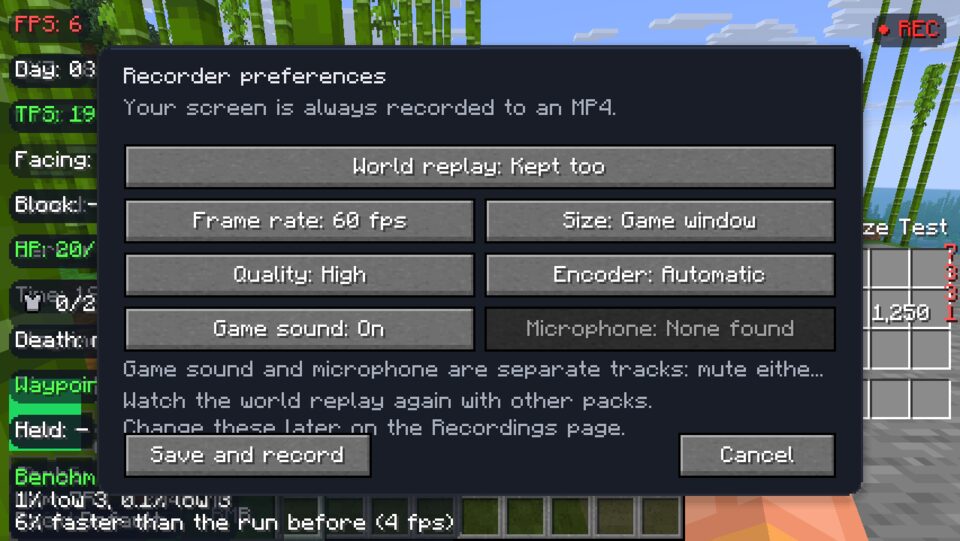 FPS: 6
REC
Day: 03
TPS: 19
Facing:
Block: -
HP: 20/
0/2
Death:
Waypoin
Held: -
Benchm
1% low 3, 0.1% low 3
6% faster than the run before (4 fps)
Recorder preferences
Your screen is always recorded to an MP4.
World replay: Kept too
Frame rate: 60 fps
Size: Game window
Quality: High
Encoder: Automatic
Game sound: On
Microphone: None found
Game sound and microphone are separate tracks: mute eithe...
Watch the world replay again with other packs.
Change these later on the Recordings page.
Save and record
Cancel
ze Test
1,250